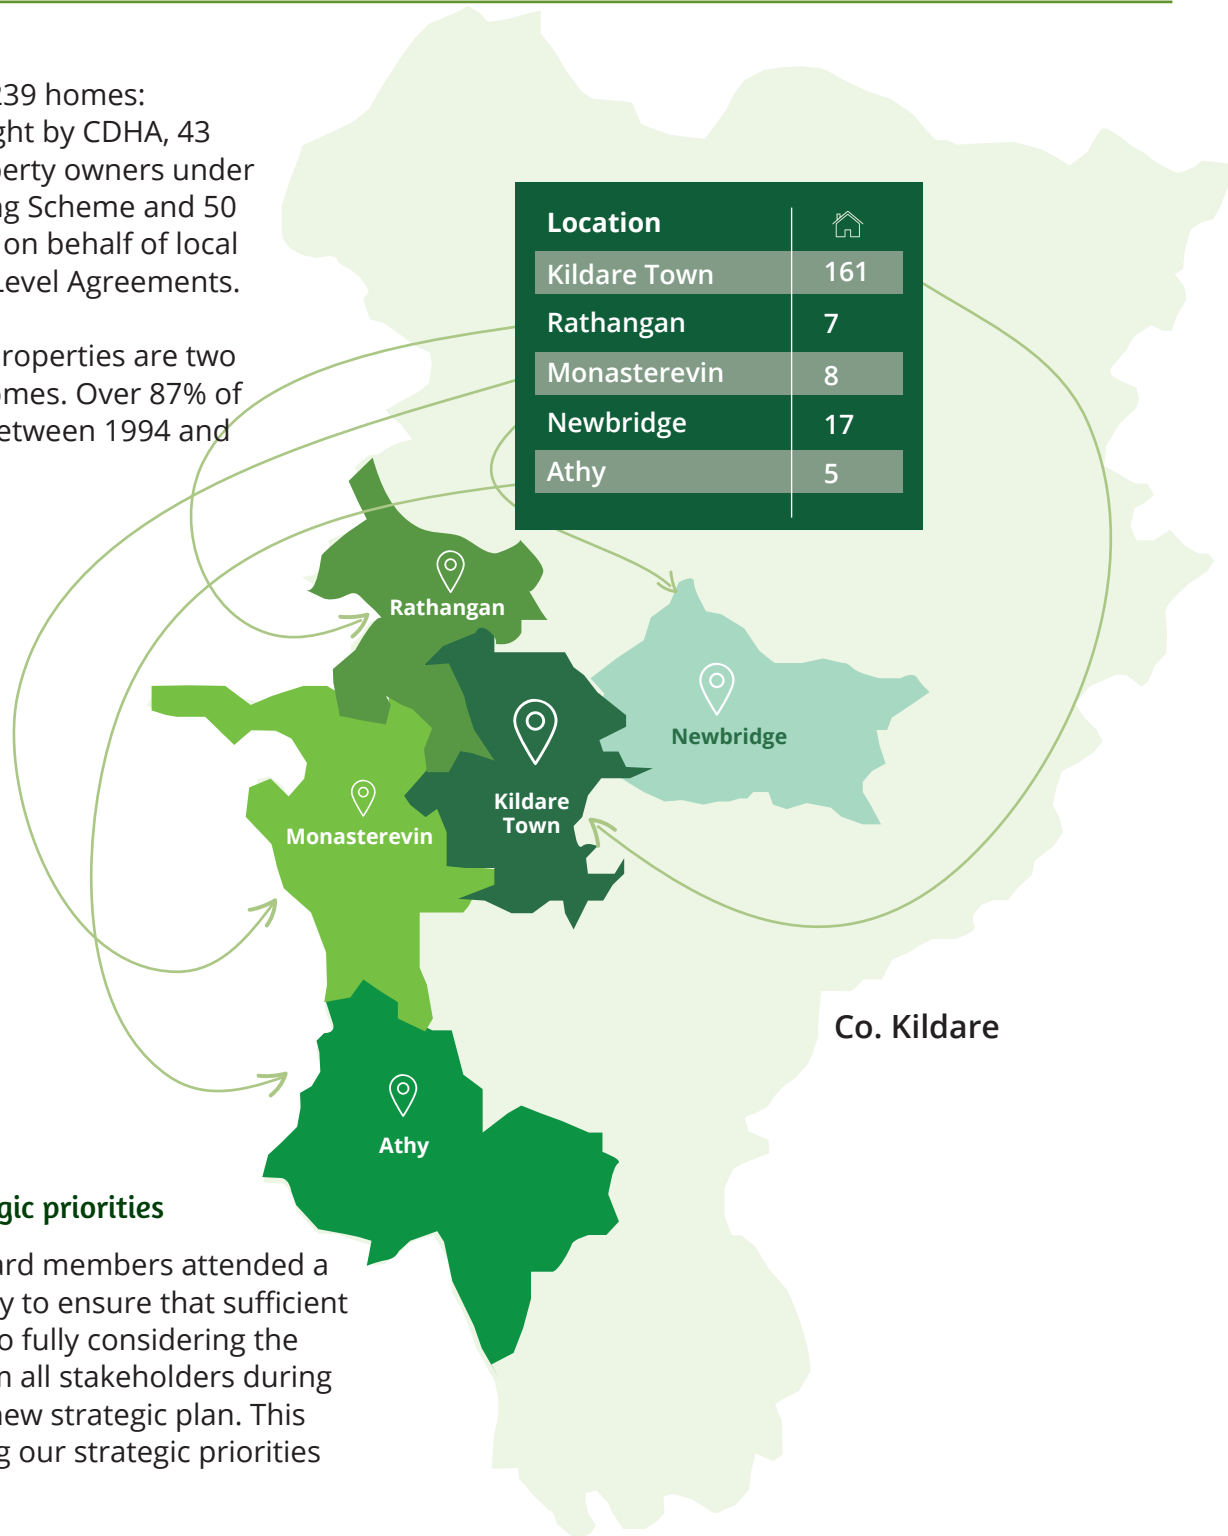 239 homes:
ght by CDHA, 43
perty owners under
ng Scheme and 50
on behalf of local
Level Agreements.
roperties are two
omes. Over 87% of
etween 1994 and
Location
Kildare Town 161
Rathangan 7
Monasterevin 8
Newbridge 17
Athy 5
Rathangan
Newbridge
Kildare
Town
Monasterevin
Co. Kildare
Athy
gic priorities
ard members attended a
y to ensure that sufficient
o fully considering the
m all stakeholders during
new strategic plan. This
g our strategic priorities